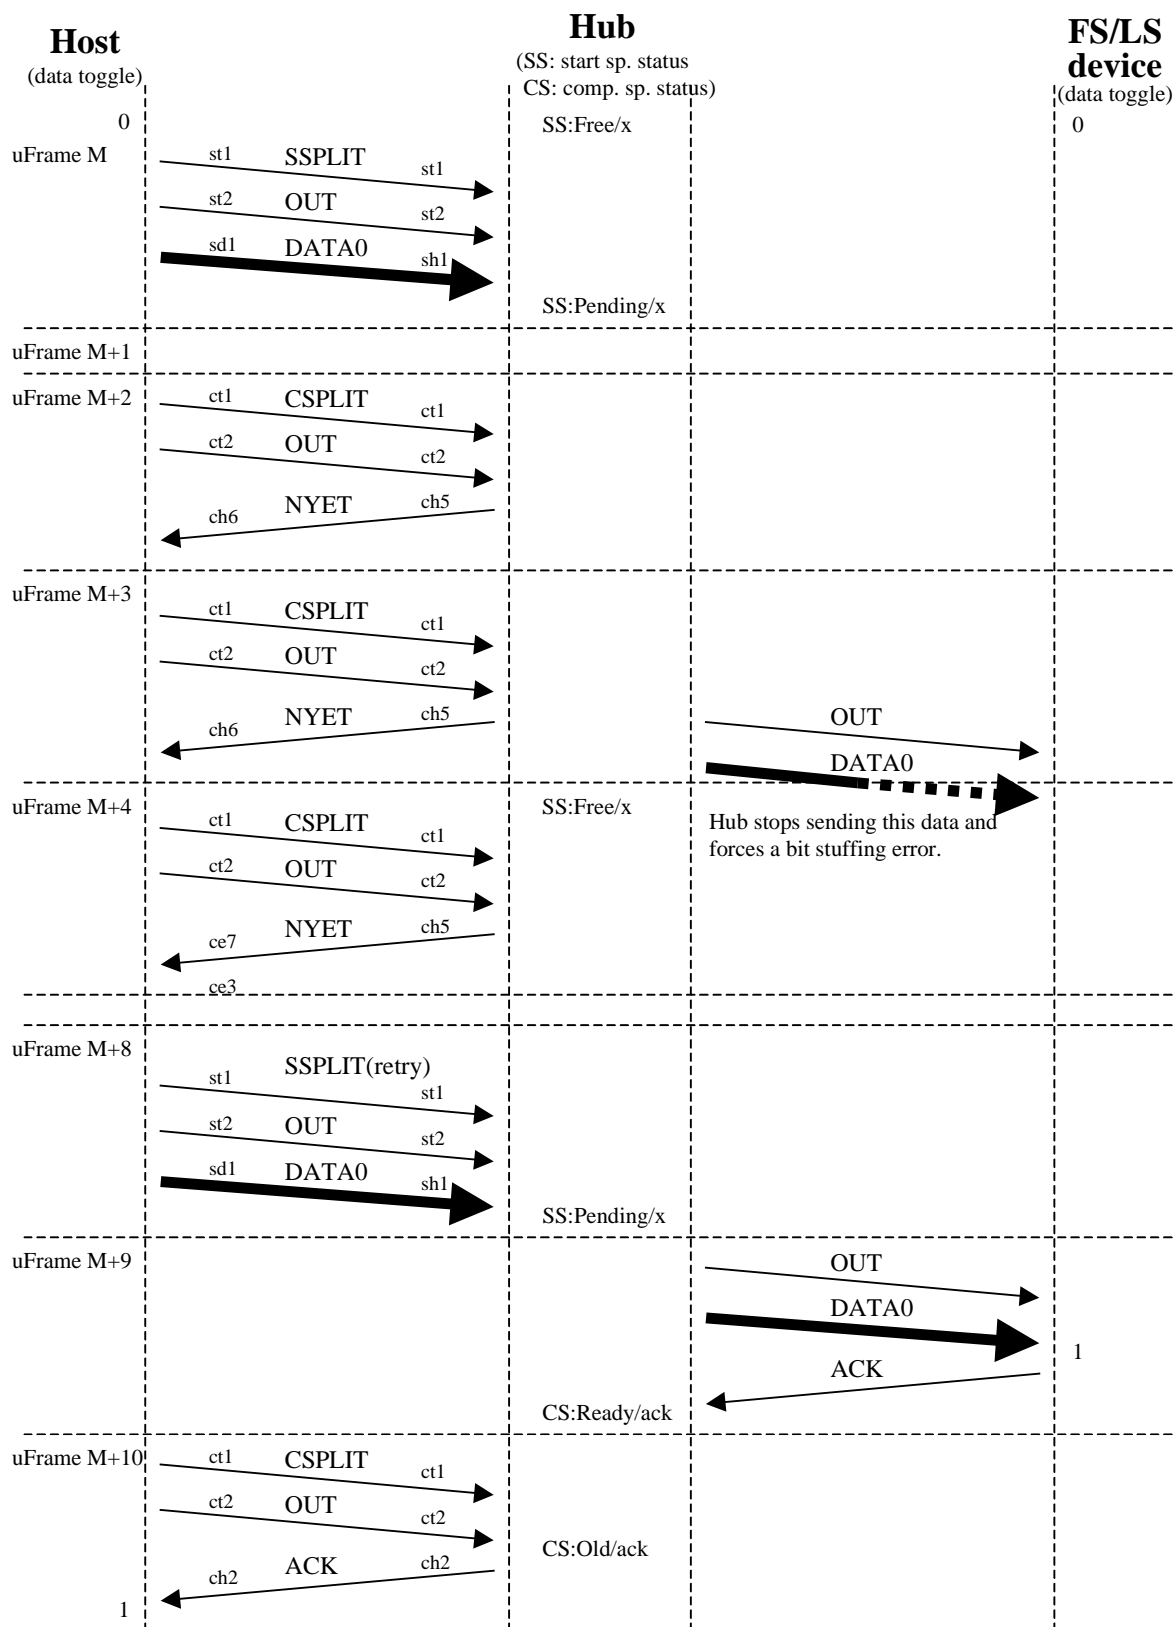 Host
(data toggle)
Hub
(SS: start sp. status
CS: comp. sp. status)
FS/LS
device
(data toggle)
0
SS:Free/x
0
uFrame M
st1
SSPLIT
st1
st2
OUT
st2
sd1
DATA0
sh1
SS:Pending/x
uFrame M+1
uFrame M+2
ct1
CSPLIT
ct1
ct2
OUT
ct2
NYET
ch5
ch6
uFrame M+3
ct1
CSPLIT
ct1
ct2
OUT
ct2
NYET
ch5
ch6
OUT
DATA0
uFrame M+4
SS:Free/x
Hub stops sending this data and
forces a bit stuffing error.
ct1
CSPLIT
ct1
ct2
OUT
ct2
NYET
ch5
ce7
ce3
uFrame M+8
SSPLIT(retry)
st1
st1
st2
OUT
st2
sd1
DATA0
sh1
SS:Pending/x
uFrame M+9
OUT
DATA0
1
ACK
CS:Ready/ack
uFrame M+10
ct1
CSPLIT
ct1
ct2
OUT
ct2
CS:Old/ack
ACK
ch2
ch2
1